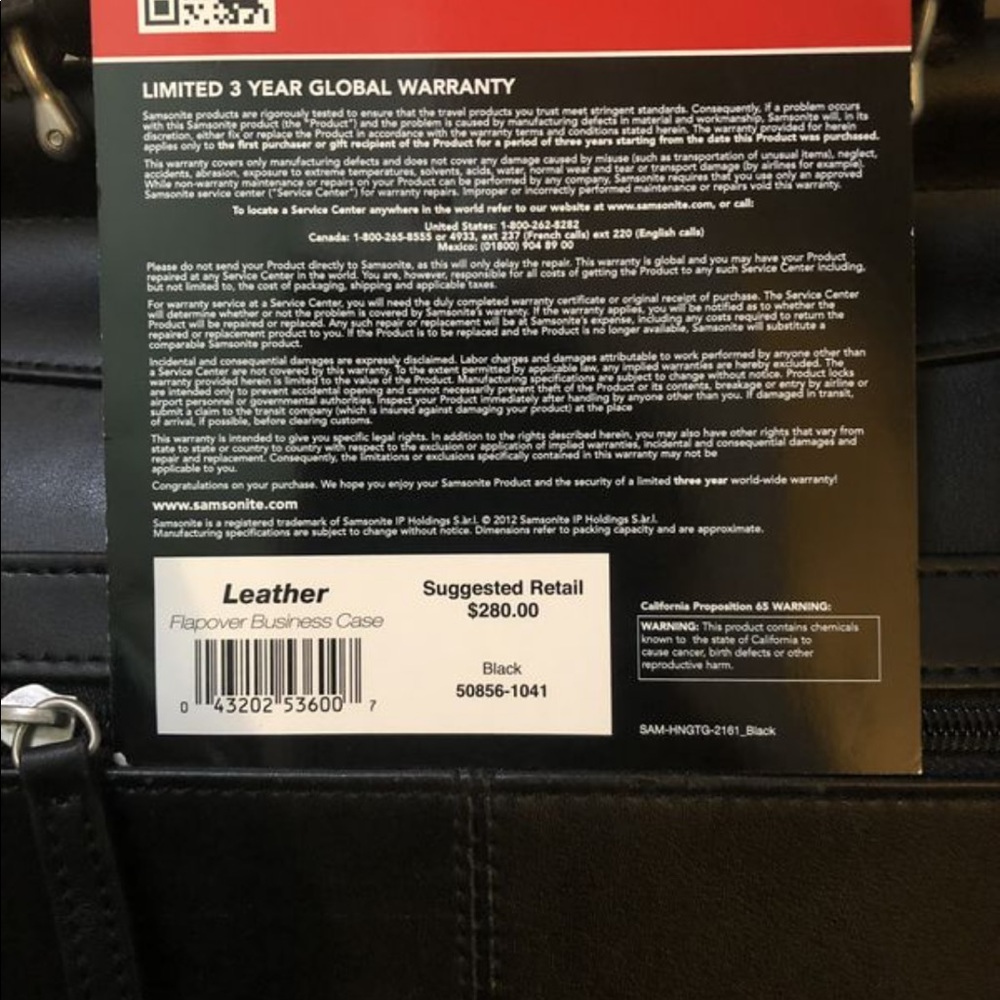 LIMITED 3 YEAR GLOBAL WARRANTY
Samsonite products are rigorously tested to ensure that the travel products you trust meet stringent standards. Consequently, if a problem occurs
with this Samsonite product (the "Product") and the problem is caused by manufacturing defects in material and workmanship, Samsonite will, in its
discretion, either fix or replace the Product in accordance with the warranty terms and conditions stated herein. The warranty provided for herein
applies only to the first purchaser or gift recipient of the Product for a period of three years starting from the date this Product was purchased.
This warranty covers only manufacturing defects and does not cover any damage caused by misuse (such as transportation of unusual items), neglect,
accidents, abrasion, exposure to extreme temperatures, solvents, acids, water, normal wear and tear or transport damage (by airlines for example).
While non-warranty maintenance or repairs on your Product can be performed by any company, Samsonite requires that you use only an approved
Samsonite service center ("Service Center") for warranty repairs. Improper or incorrectly performed maintenance or repairs void this warranty.
To locate a Service Center anywhere in the world refer to our website at www.samsonite.com, or call:
United States: 1-800-262-8282
Canada: 1-800-265-8555 or 4933, ext 237 (French calls) ext 220 (English calls)
Mexico: (01800) 904 89 00
Please do not send your Product directly to Samsonite, as this will only delay the repair. This warranty is global and you may have your Product
repaired at any Service Center in the world. You are, however, responsible for all costs of getting the Product to any such Service Center including,
but not limited to, the cost of packaging, shipping and applicable taxes.
For warranty service at a Service Center, you will need the duly completed warranty certificate or original receipt of purchase. The Service Center
will determine whether or not the problem is covered by Samsonite's warranty. If the warranty applies, you will be notified as to whether the
Product will be repaired or replaced. Any such repair or replacement will be at Samsonite's expense, including any costs required to return the
repaired or replacement product to you. If the Product is to be replaced and the Product is no longer available, Samsonite will substitute a
comparable Samsonite product.
Incidental and consequential damages are expressly disclaimed. Labor charges and damages attributable to work performed by anyone other than
a Service Center are not covered by this warranty. To the extent permitted by applicable law, any implied warranties are hereby excluded. The
warranty provided herein is limited to the value of the Product. Manufacturing specifications are subject to change without notice. Product locks
are intended only to prevent accidental opening and cannot necessarily prevent theft of the Product or its contents, breakage or entry by airline or
airport personnel or governmental authorities. Inspect your Product immediately after handling by anyone other than you. If damaged in transit,
submit a claim to the transit company (which is insured against damaging your product) at the place
of arrival, if possible, before clearing customs.
This warranty is intended to give you specific legal rights. In addition to the rights described herein, you may also have other rights that vary from
state to state or country to country with respect to the exclusion or application of implied warranties, incidental and consequential damages and
repair and replacement. Consequently, the limitations or exclusions specifically contained in this warranty may not be
applicable to you.
Congratulations on your purchase. We hope you enjoy your Samsonite Product and the security of a limited three year world-wide warranty!
www.samsonite.com
Samsonite is a registered trademark of Samsonite IP Holdings S.àr.l. © 2012 Samsonite IP Holdings S.àr.l.
Manufacturing specifications are subject to change without notice. Dimensions refer to packing capacity and are approximate.
Leather
Flapover Business Case
0 43202 53600 7
Suggested Retail
$280.00
Black
50856-1041
California Proposition 65 WARNING:
WARNING: This product contains chemicals
known to the state of California to
cause cancer, birth defects or other
reproductive harm.
SAM-HNGTG-2161_Black